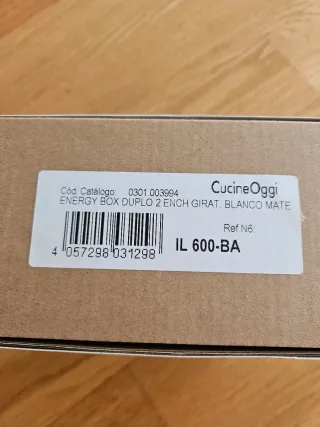 Cód. Catálogo: 0301.003994 CucineOggi
ENERGY BOX DUPLO 2 ENCH GIRAT. BLANCO MATE
Ref N6:
IL 600-BA
4 057298 031298